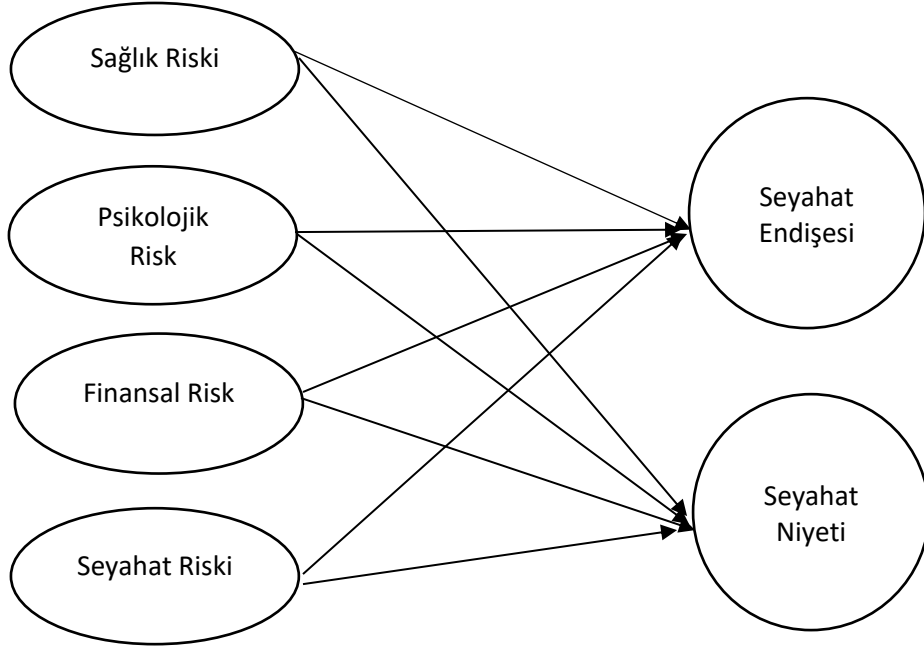 Sağlık Riski
Psikolojik
Risk
Finansal Risk
Seyahat Riski
Seyahat
Endişesi
Seyahat
Niyeti